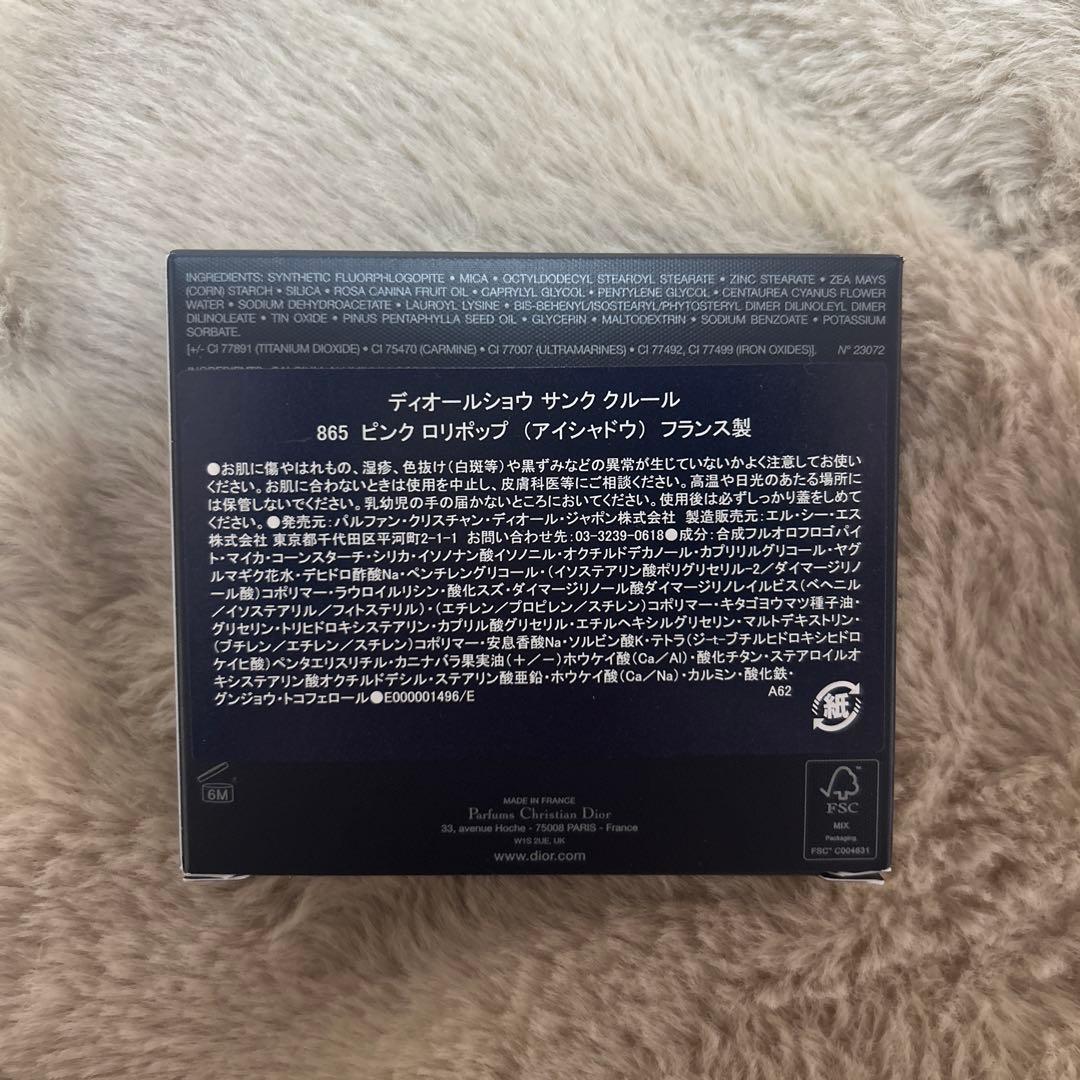 INGREDIENTS: SYNTHETIC FLUORPHLOGOPITE • MICA • OCTYLDODECYL STEAROYL STEARATE • ZINC STEARATE • ZEA MAYS
(CORN) STARCH • SILICA • ROSA CANINA FRUIT OIL • CAPRYLYL GLYCOL • PENTYLENE GLYCOL • CENTAUREA CYANUS FLOWER
WATER • SODIUM DEHYDROACETATE • LAUROYL LYSINE • BIS-BEHENYL/ISOSTEARYL/PHYTOSTERYL DIMER DILINOLEYL DIMER
DILINOLEATE • TIN OXIDE • PINUS PENTAPHYLLA SEED OIL • GLYCERIN • MALTODEXTRIN • SODIUM BENZOATE • POTASSIUM
SORBATE.
[+/- CI 77891 (TITANIUM DIOXIDE) • CI 75470 (CARMINE) • CI 77007 (ULTRAMARINES) • CI 77492, CI 77499 (IRON OXIDES)]. N° 23072
ディオールショウ サンク クルール
865 ピンク ロリポップ (アイシャドウ) フランス製
●お肌に傷やはれもの、湿疹、色抜け(白斑等)や黒ずみなどの異常が生じていないかよく注意してお使い
ください。お肌に合わないときは使用を中止し、皮膚科医等にご相談ください。高温や日光のあたる場所に
は保管しないでください。乳幼児の手の届かないところにおいてください。使用後は必ずしっかり蓋をしめて
ください。●発売元:パルファン・クリスチャン・ディオール・ジャポン株式会社 製造販売元:エル・シー・エス
株式会社 東京都千代田区平河町2-1-1 お問い合わせ先:03-3239-0618●成分:合成フルオロフロゴパイ
ト・マイカ・コーンスターチ・シリカ・イソノナン酸イソノニル・オクチルドデカノール・カプリリルグリコール・ヤグ
ルマギク花水・デヒドロ酢酸Na・ペンチレングリコール・(イソステアリン酸ポリグリセリル-2/ダイマージリノ
ール酸)コポリマー・ラウロイルリシン・酸化スズ・ダイマージリノール酸ダイマージリノレイルビス(ベヘニル
/イソステアリル/フィトステリル)・(エチレン/プロピレン/スチレン)コポリマー・キタゴヨウマツ種子油・
グリセリン・トリヒドロキシステアリン・カプリル酸グリセリル・エチルヘキシルグリセリン・マルトデキストリン・
(ブチレン/エチレン/スチレン)コポリマー・安息香酸Na・ソルビン酸K・テトラ(ジ-t-ブチルヒドロキシヒドロ
ケイヒ酸)ペンタエリスリチル・カニナバラ果実油(+/-)ホウケイ酸(Ca/Al)・酸化チタン・ステアロイルオ
キシステアリン酸オクチルドデシル・ステアリン酸亜鉛・ホウケイ酸(Ca/Na)・カルミン・酸化鉄・
グンジョウ・トコフェロール●E000001496/E A62
紙
6M
MADE IN FRANCE
Parfums Christian Dior
33, avenue Hoche - 75008 PARIS - France
W1S 2UE, UK
www.dior.com
FSC
MIX
Packaging
FSC® C004631